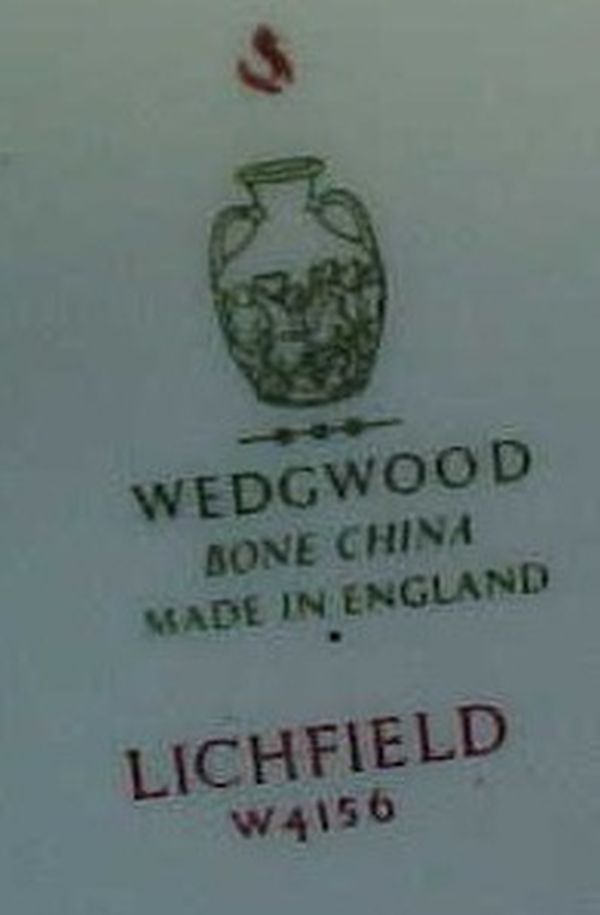 WEDGWOOD
BONE CHINA
MADE IN ENGLAND
LICHFIELD
W4156